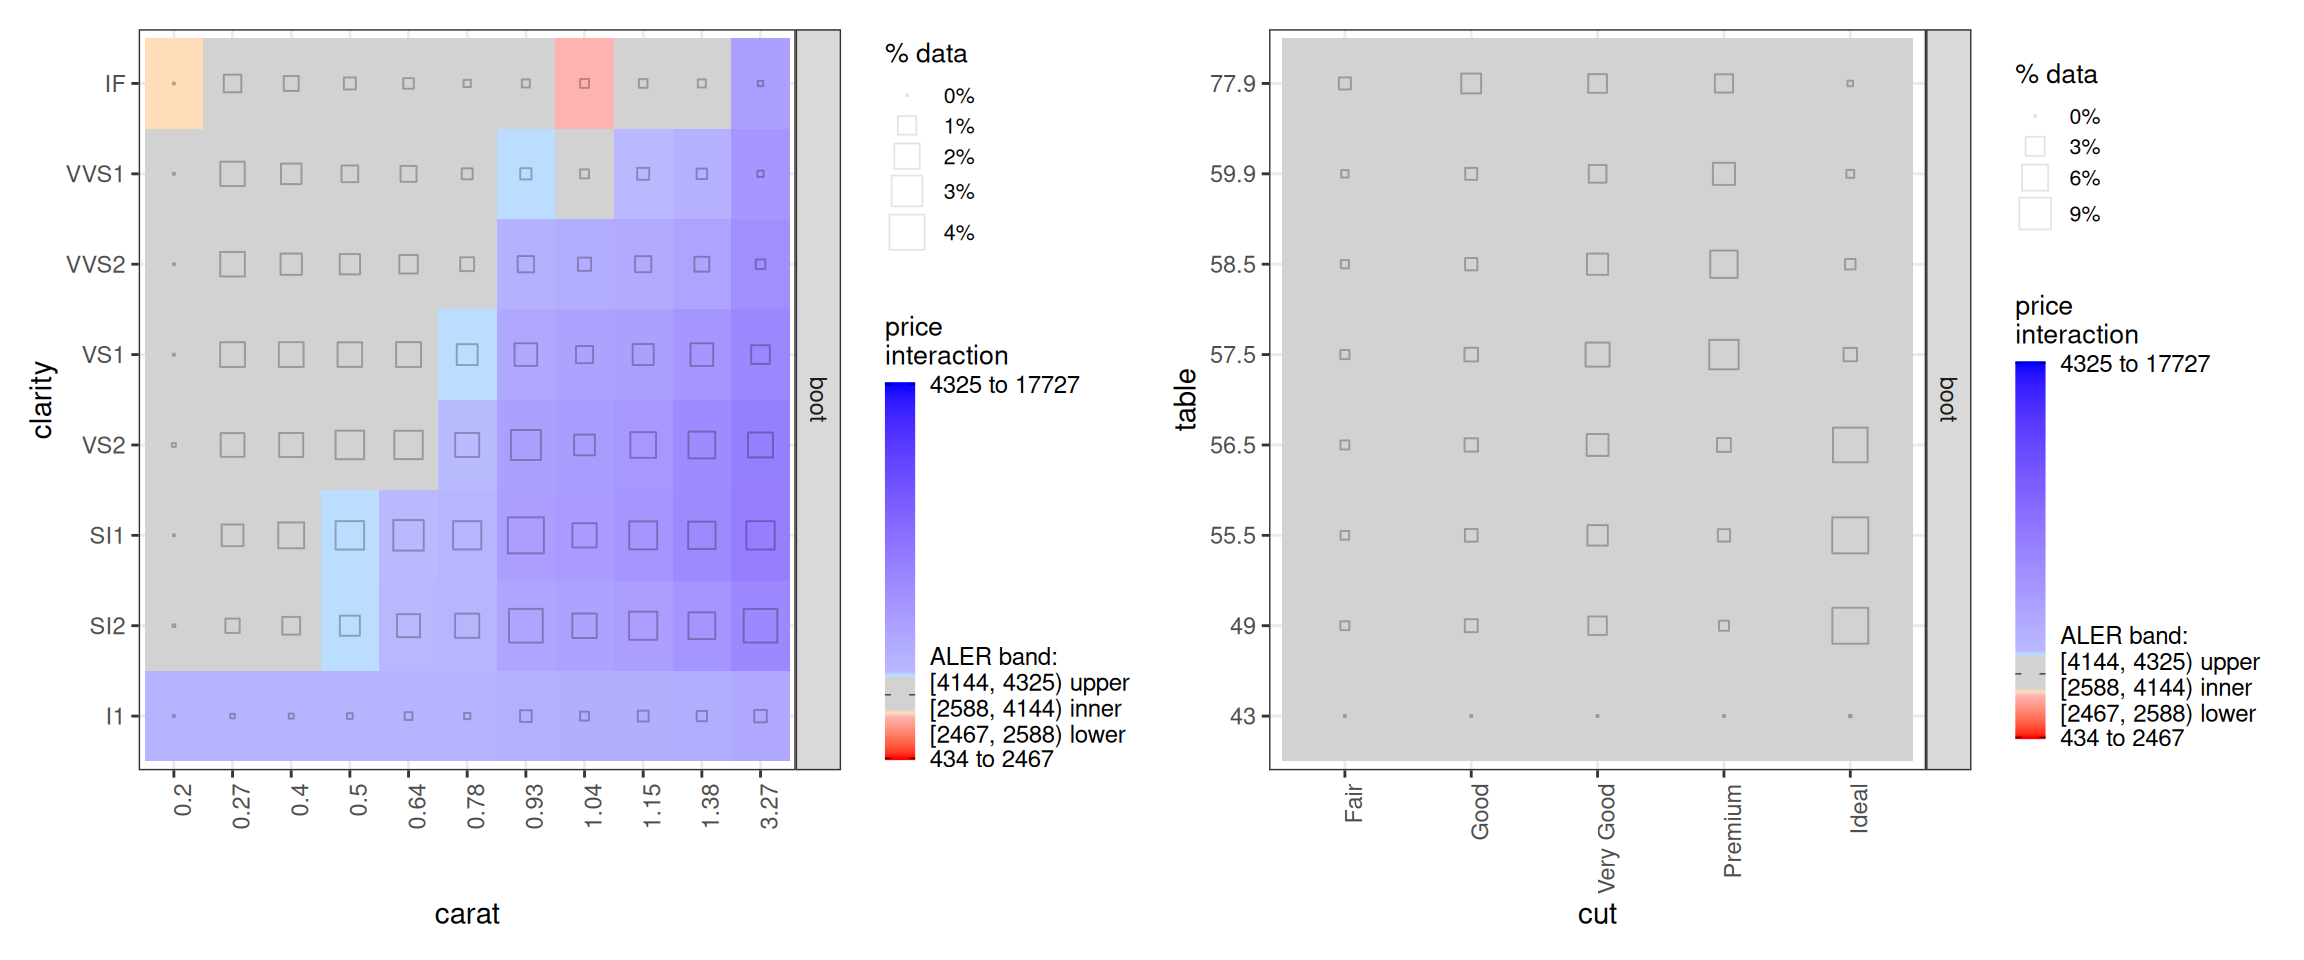 clarity
IF
VVS1
VVS2
VS1
VS2
SI1
SI2
I1
0.2
0.27
0.4
0.5
0.64
0.78
0.93
1.04
1.15
1.38
3.27
carat
boot
% data
0%
1%
2%
3%
4%
price
interaction
4325 to 17727
ALER band:
[4144, 4325) upper
[2588, 4144) inner
[2467, 2588) lower
434 to 2467
table
77.9
59.9
58.5
57.5
56.5
55.5
49
43
Fair
Good
Very Good
Premium
Ideal
cut
boot
% data
0%
3%
6%
9%
price
interaction
4325 to 17727
ALER band:
[4144, 4325) upper
[2588, 4144) inner
[2467, 2588) lower
434 to 2467